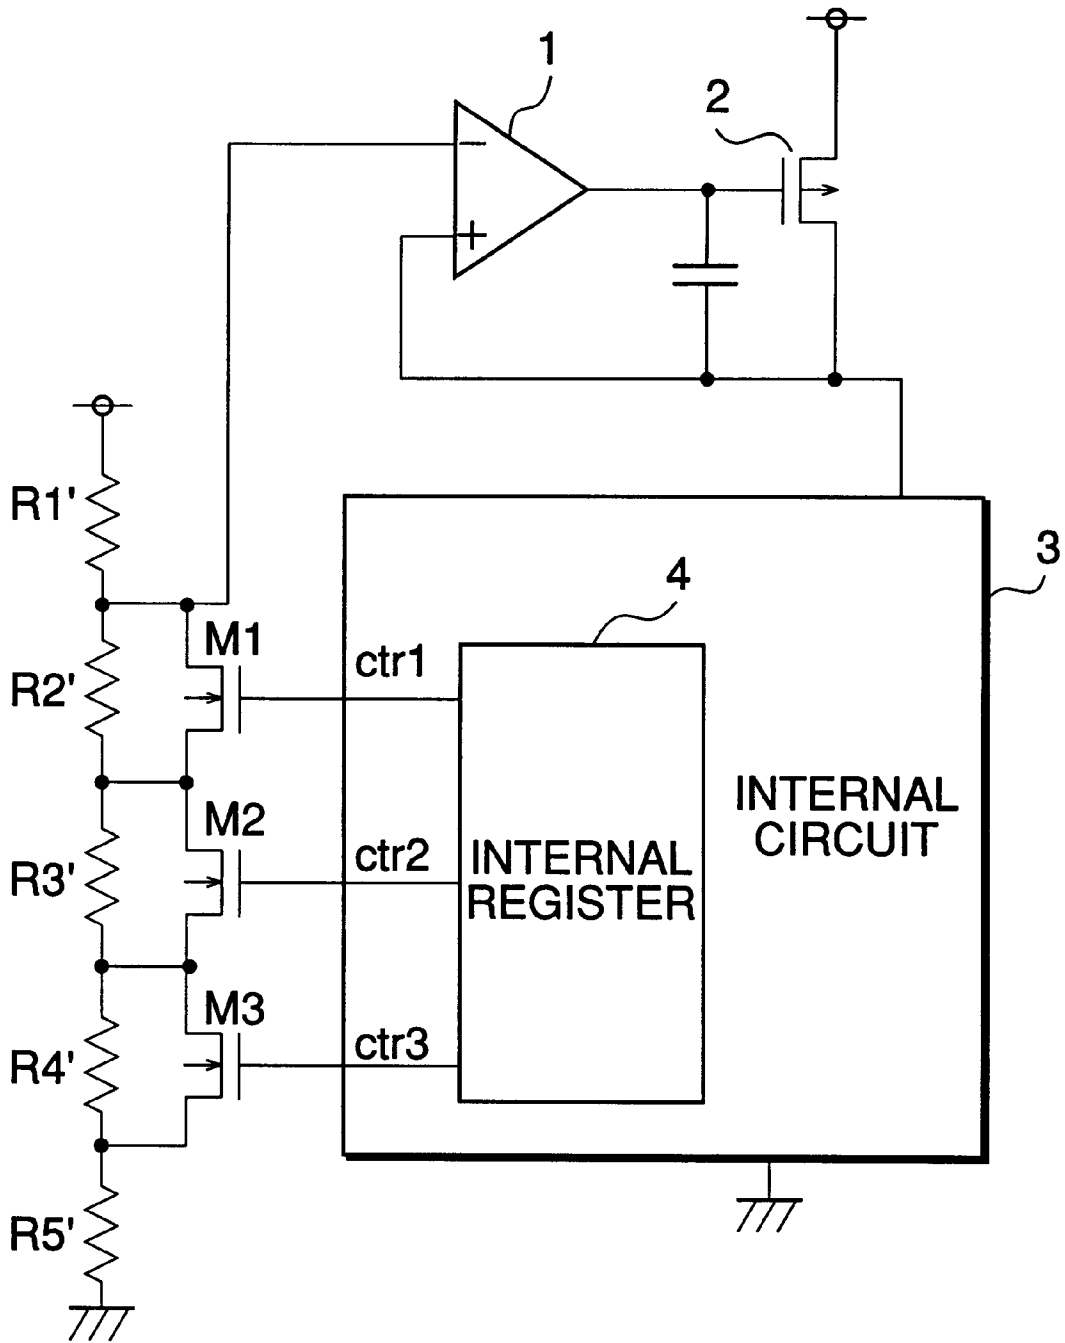 1
2
−
+
R1'
3
4
M1
ctr1
R2'
INTERNAL
CIRCUIT
M2
ctr2
R3'
INTERNAL
REGISTER
M3
ctr3
R4'
R5'